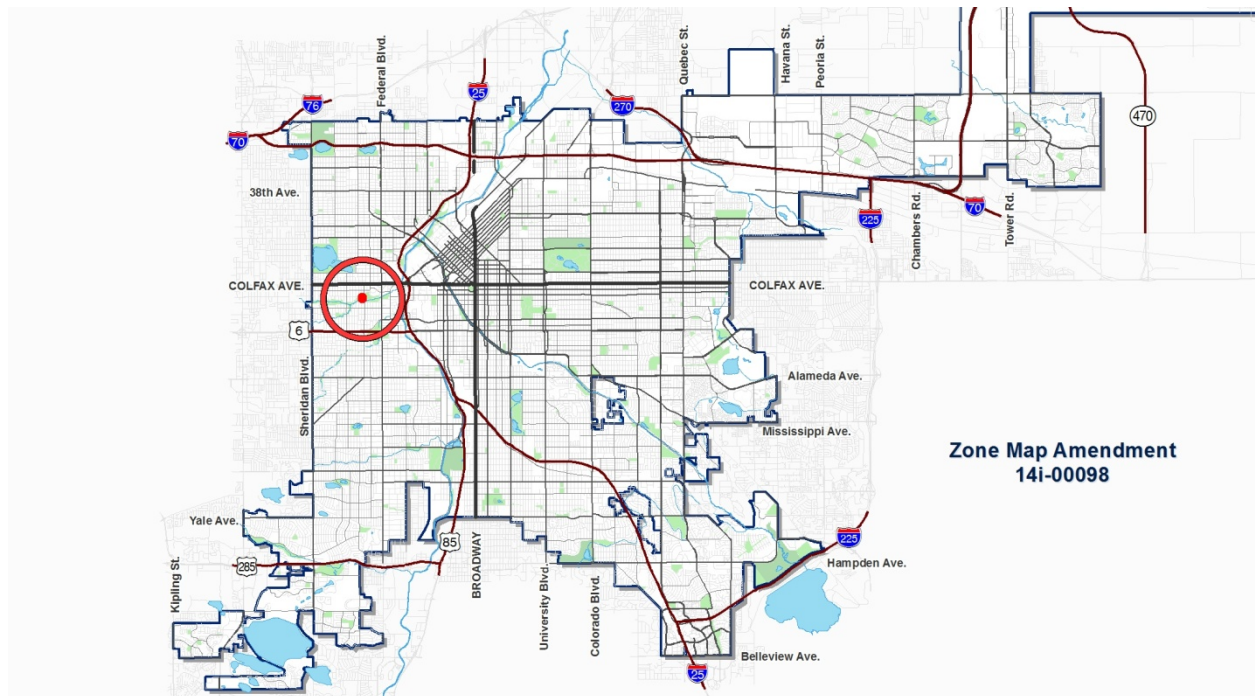 Federal Blvd.
Quebec St.
Havana St.
Peoria St.
76
25
270
470
70
38th Ave.
Chambers Rd.
70
Tower Rd.
225
COLFAX AVE.
COLFAX AVE.
6
Sheridan Blvd.
Alameda Ave.
Mississippi Ave.
Zone Map Amendment
14i-00098
Yale Ave.
85
225
Kipling St.
285
BROADWAY
University Blvd.
Colorado Blvd.
Hampden Ave.
Belleview Ave.
25